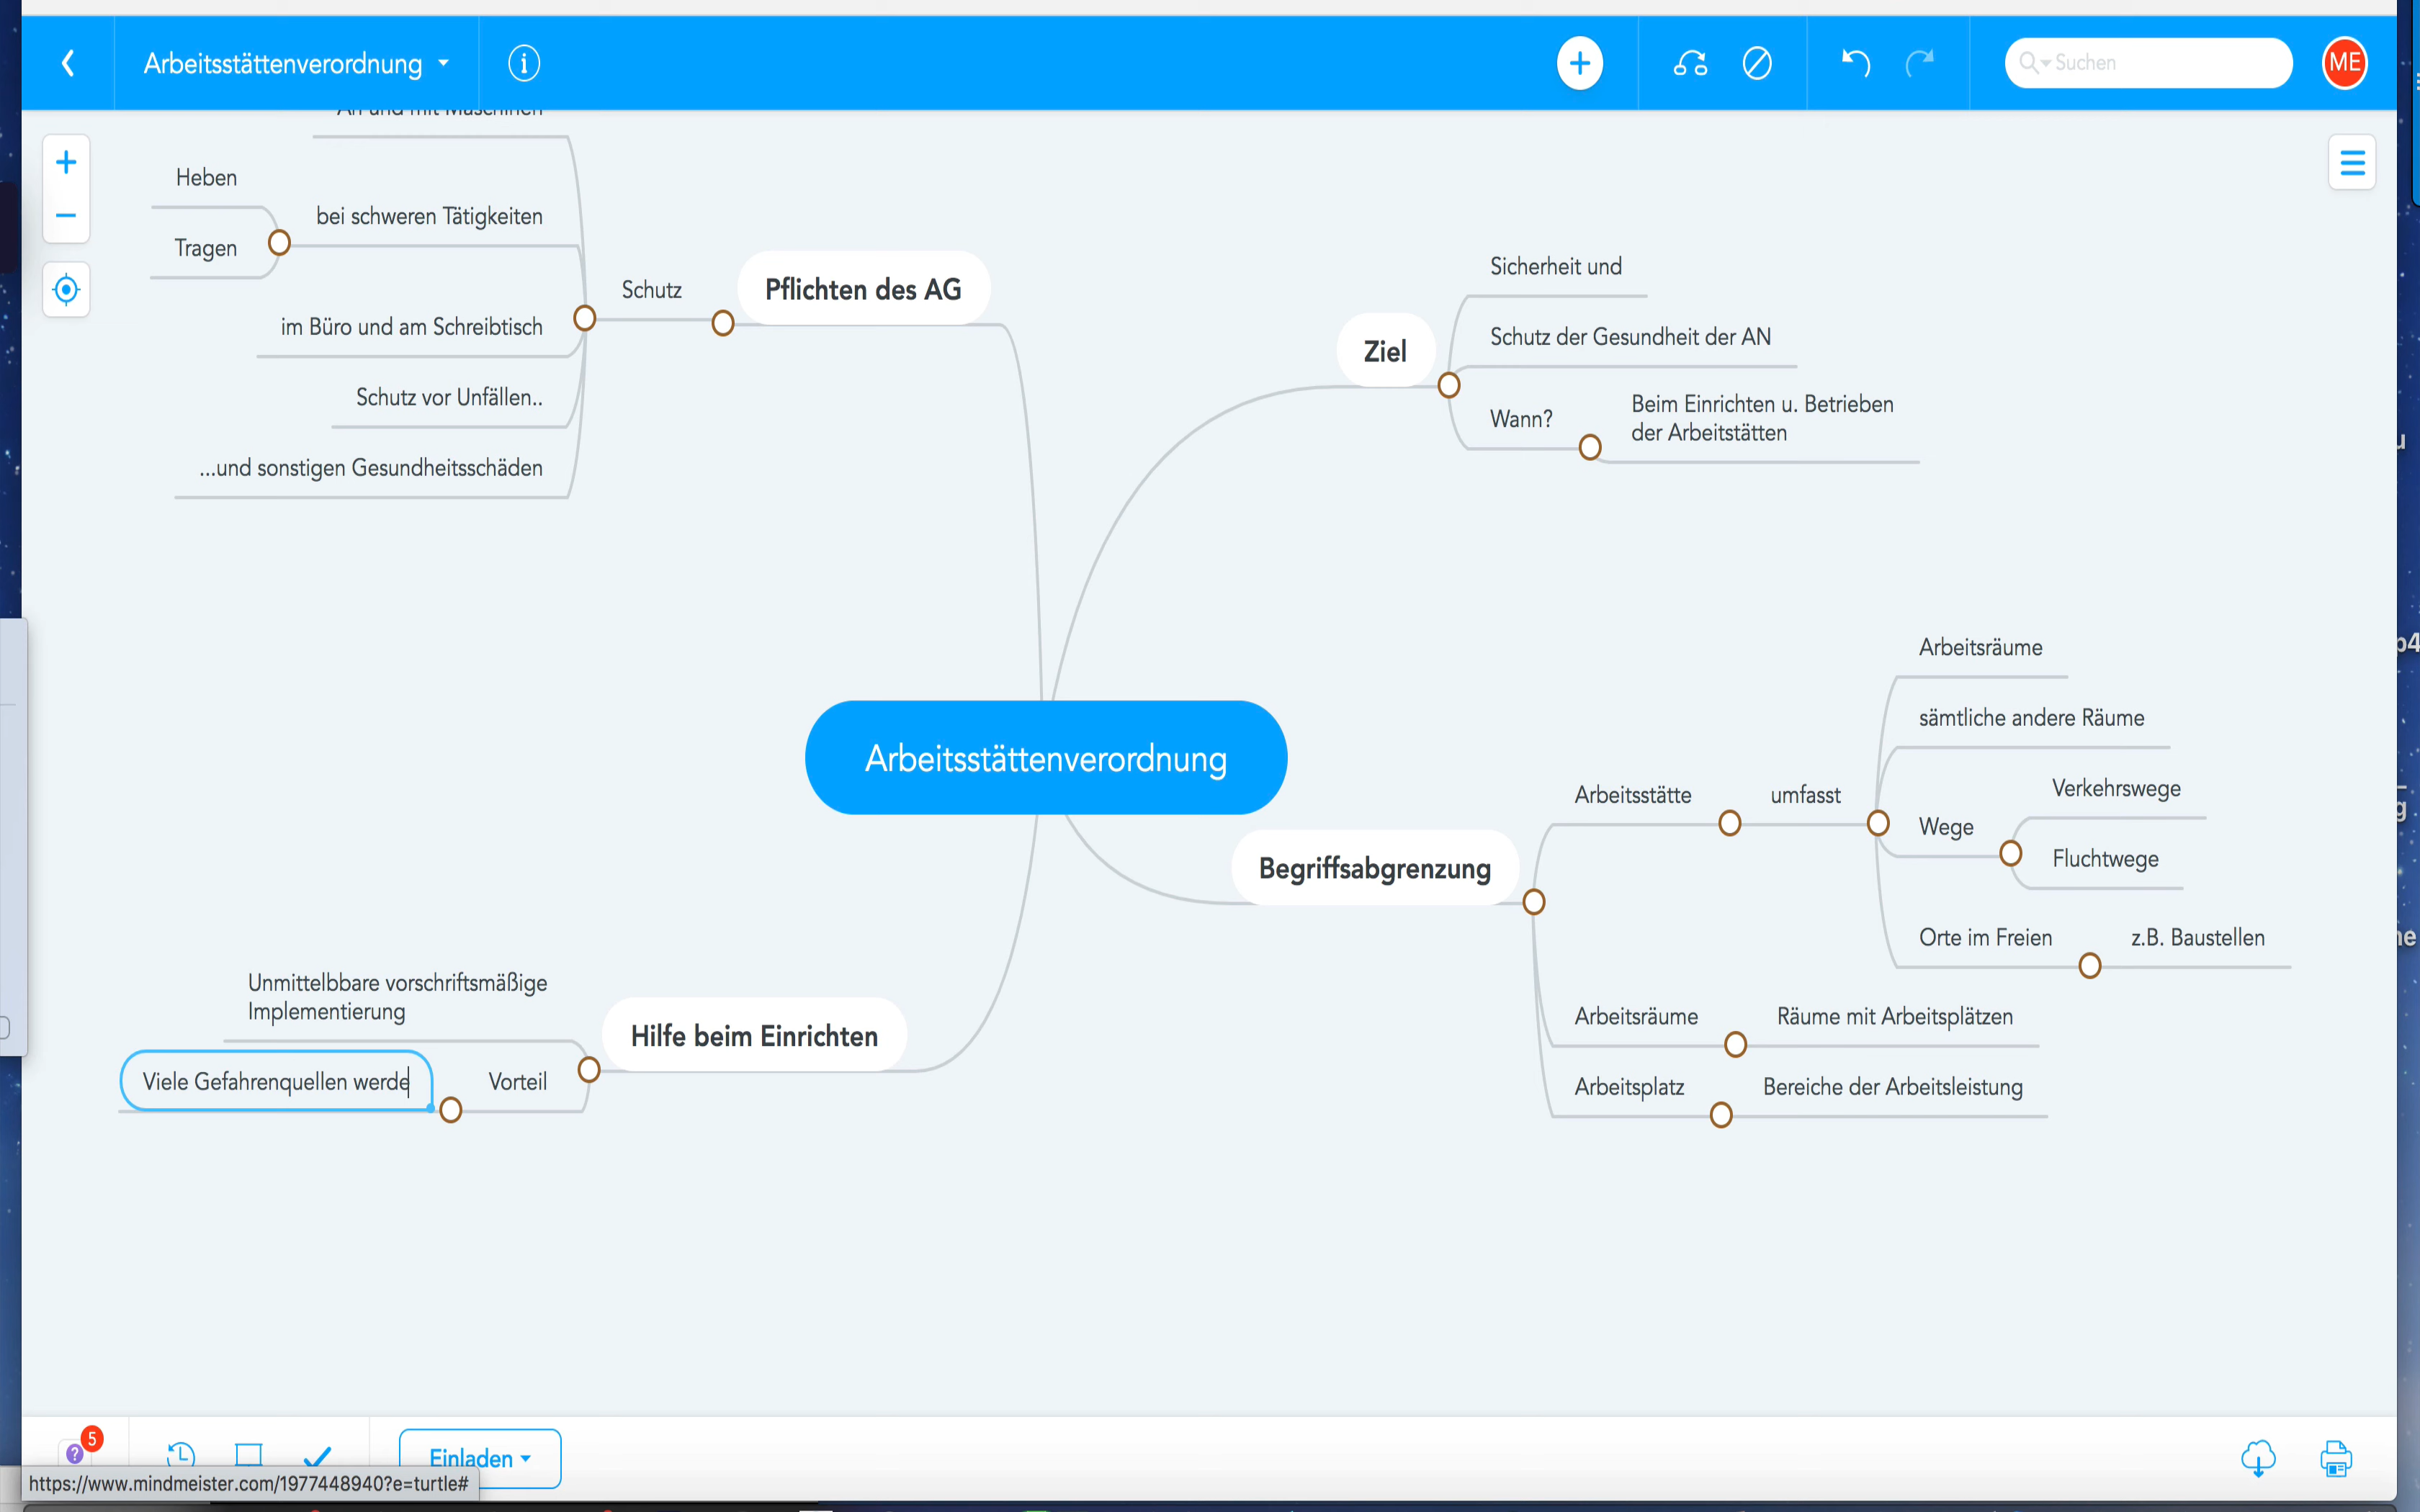 Arbeitsstättenverordnung
i
Suchen
ME
An und mit Maschinen
Heben
bei schweren Tätigkeiten
Tragen
im Büro und am Schreibtisch
Schutz vor Unfällen..
...und sonstigen Gesundheitsschäden
Schutz
Pflichten des AG
Ziel
Sicherheit und
Schutz der Gesundheit der AN
Wann?
Beim Einrichten u. Betrieben
der Arbeitstätten
Arbeitsstättenverordnung
Begriffsabgrenzung
Arbeitsstätte
umfasst
Arbeitsräume
sämtliche andere Räume
Wege
Verkehrswege
Fluchtwege
Orte im Freien
z.B. Baustellen
Arbeitsräume
Räume mit Arbeitsplätzen
Arbeitsplatz
Bereiche der Arbeitsleistung
Unmittelbbare vorschriftsmäßige
Implementierung
Hilfe beim Einrichten
Viele Gefahrenquellen werde
Vorteil
5
?
Einladen
https://www.mindmeister.com/1977448940?e=turtle#